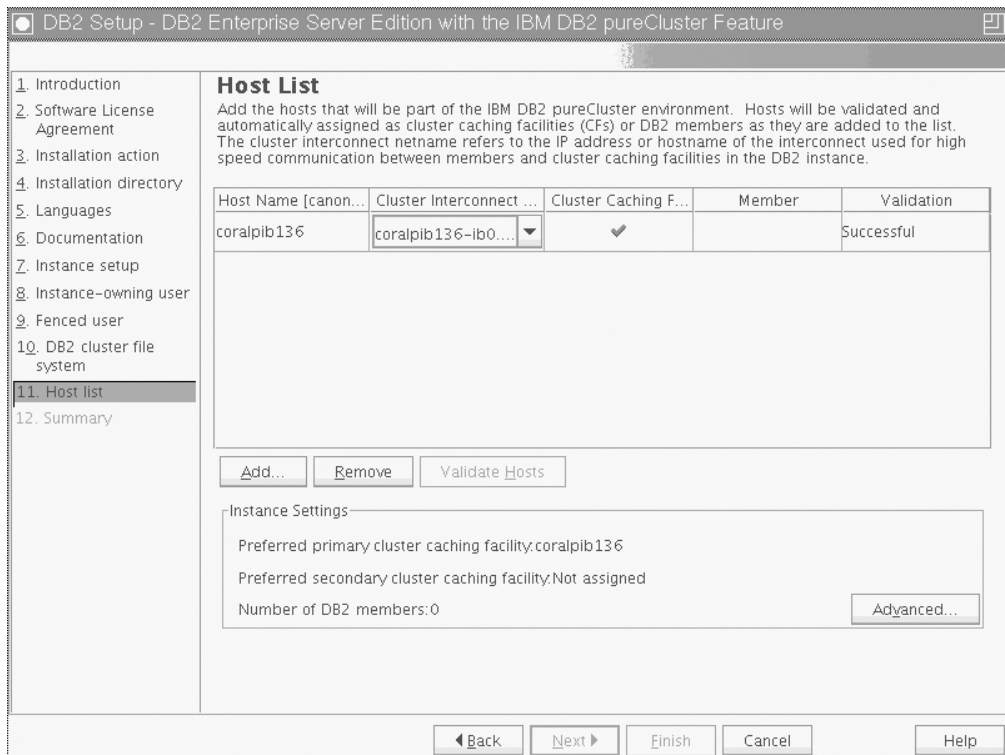 DB2 Setup - DB2 Enterprise Server Edition with the IBM DB2 pureCluster Feature
1. Introduction
2. Software License
Agreement
3. Installation action
4. Installation directory
5. Languages
6. Documentation
7. Instance setup
8. Instance-owning user
9. Fenced user
10. DB2 cluster file
system
11. Host list
12. Summary
Host List
Add the hosts that will be part of the IBM DB2 pureCluster environment. Hosts will be validated and
automatically assigned as cluster caching facilities (CFs) or DB2 members as they are added to the list.
The cluster interconnect netname refers to the IP address or hostname of the interconnect used for high
speed communication between members and cluster caching facilities in the DB2 instance.
Host Name [canon... Cluster Interconnect ... Cluster Caching F... Member Validation
coralpib136 coralpib136-ib0.... Successful
Add... Remove Validate Hosts
Instance Settings
Preferred primary cluster caching facility:coralpib136
Preferred secondary cluster caching facility:Not assigned
Number of DB2 members:0 Advanced...
Back Next Finish Cancel Help